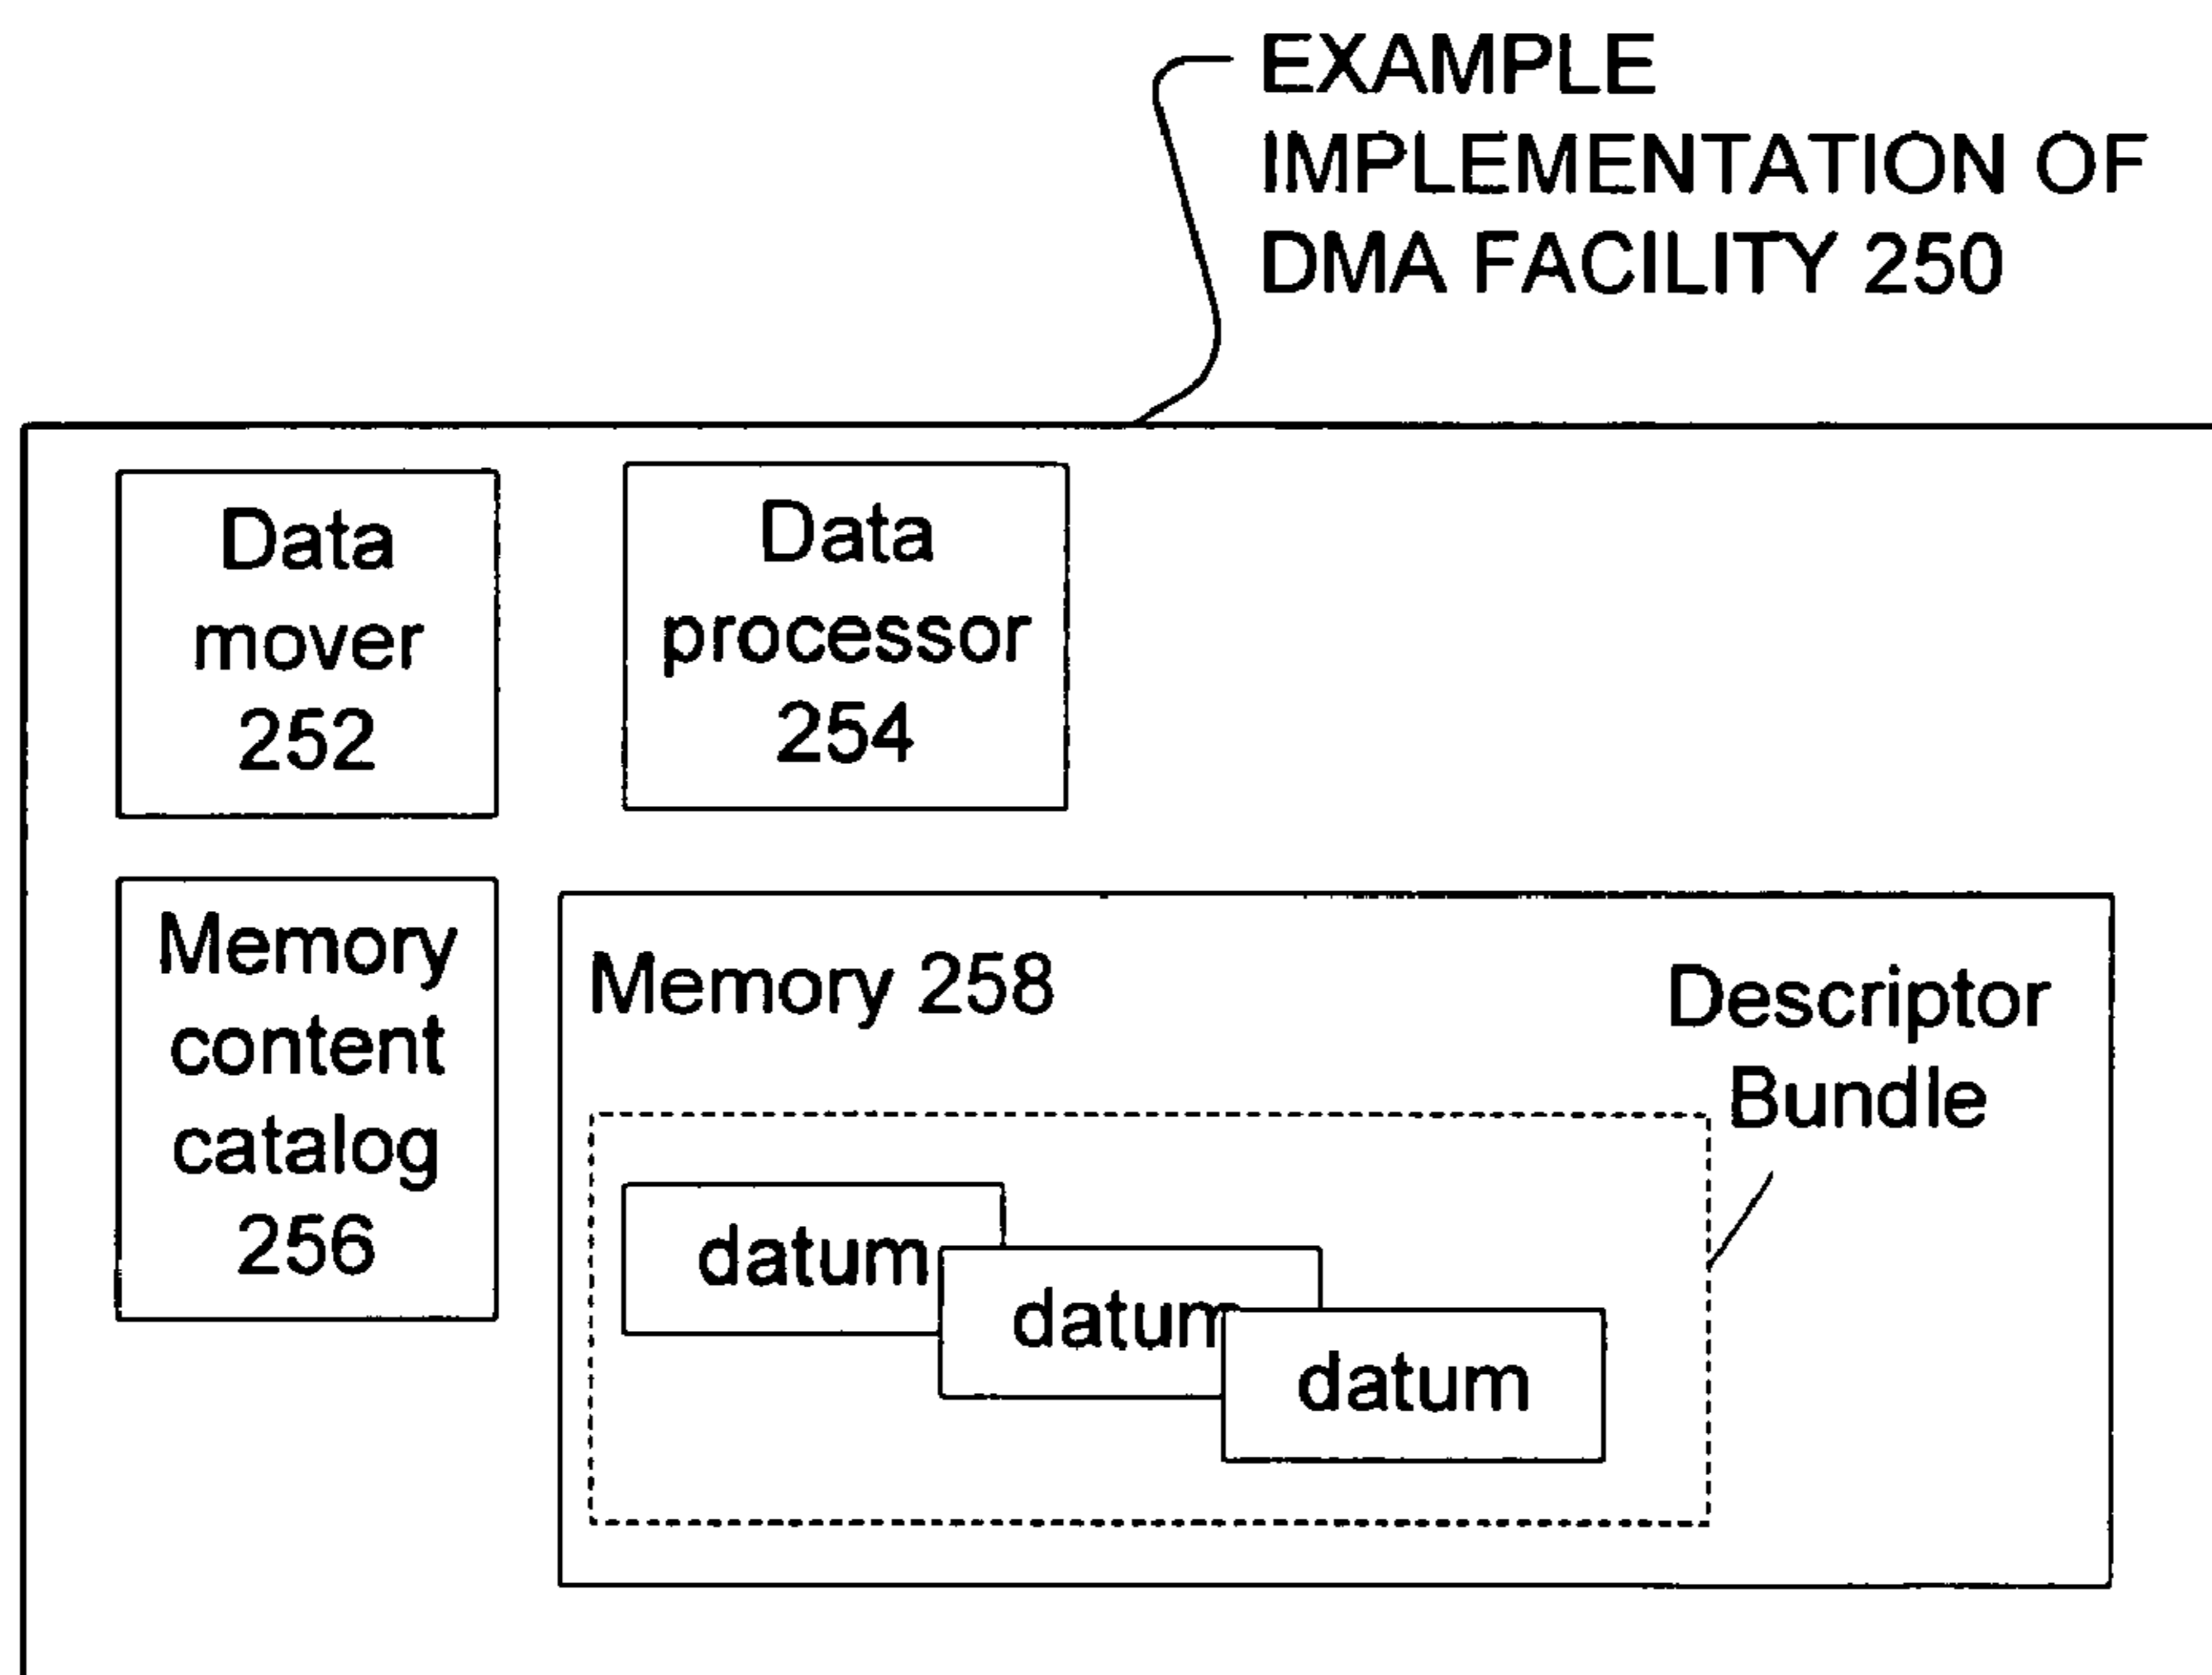 EXAMPLE
IMPLEMENTATION OF
DMA FACILITY 250
Data
mover
252
Data
processor
254
Memory
content
catalog
256
Memory 258
Descriptor
Bundle
datum
datum
datum